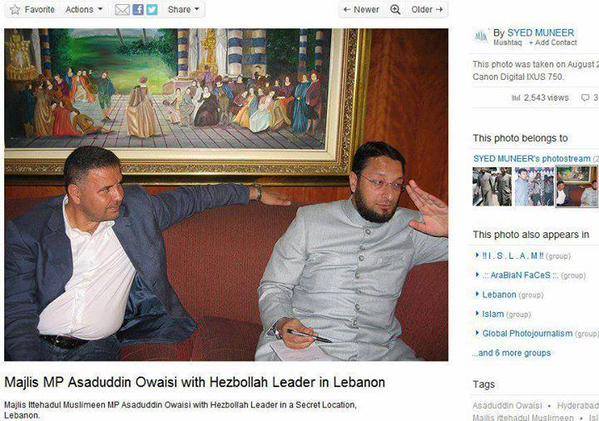 Favorite Actions Share
← Newer Older →
By SYED MUNEER
Mushtaq + Add Contact
This photo was taken on August
Canon Digital IXUS 750.
2,543 views 3
This photo belongs to
SYED MUNEER's photostream
This photo also appears in
!! I . S . L . A . M !! (group)
.:: AraBiaN FaCeS ::. (group)
Lebanon (group)
Islam (group)
Global Photojournalism (group)
...and 6 more groups
Majlis MP Asaduddin Owaisi with Hezbollah Leader in Lebanon
Majlis Ittehadul Muslimeen MP Asaduddin Owaisi with Hezbollah Leader in a Secret Location,
Lebanon.
Tags
Asaduddin Owaisi • Hyderabad
Majlis ittehadul Muslimeen •